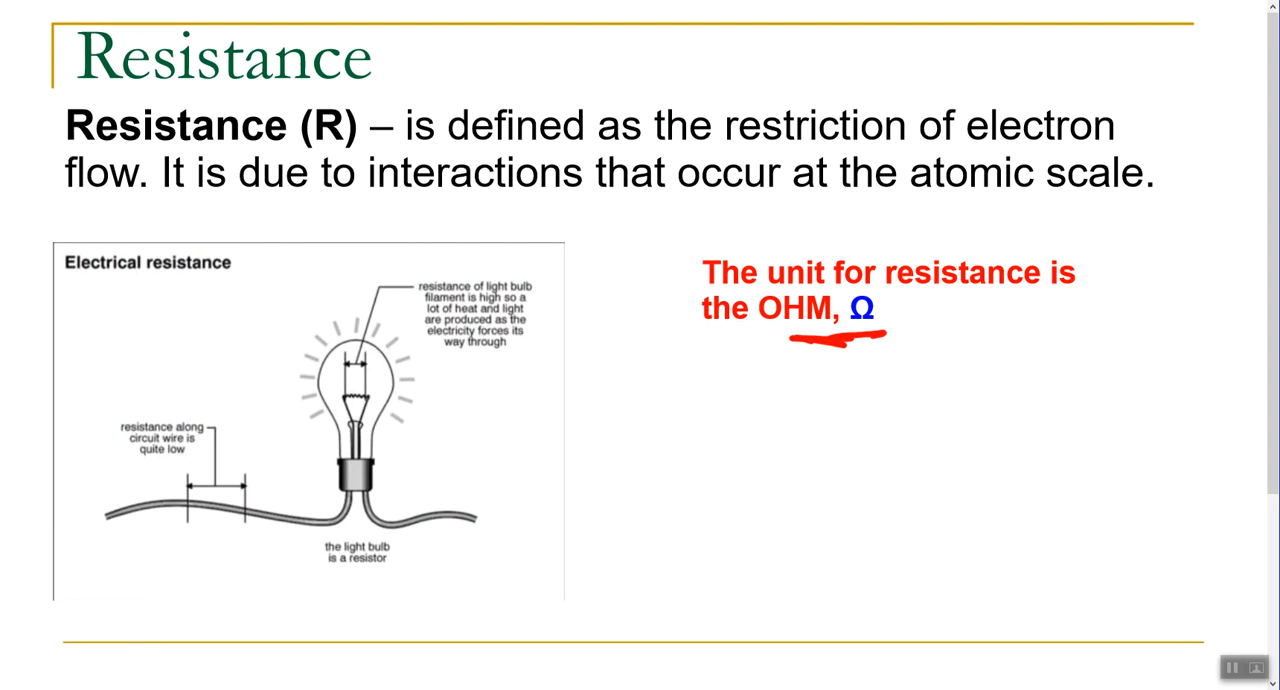 Resistance
Resistance (R) – is defined as the restriction of electron
flow. It is due to interactions that occur at the atomic scale.
Electrical resistance
resistance of light bulb
filament is high so a
lot of heat and light
are produced as the
electricity forces its
way through
The unit for resistance is
the OHM, Ω
resistance along
circuit wire is
quite low
the light bulb
is a resistor